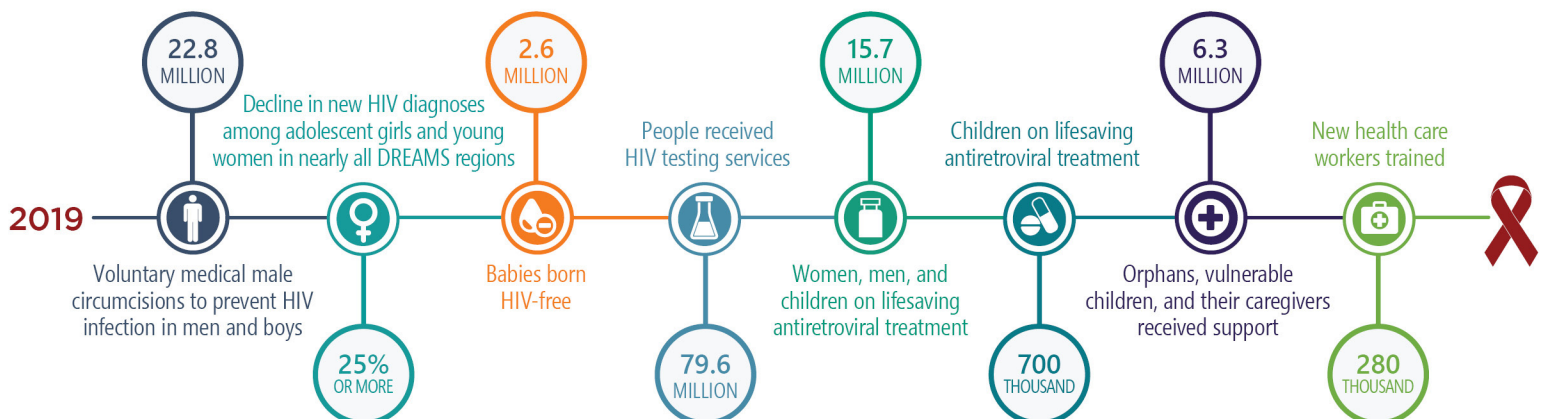 2019
22.8
MILLION
Voluntary medical male
circumcisions to prevent HIV
infection in men and boys
Decline in new HIV diagnoses
among adolescent girls and young
women in nearly all DREAMS regions
25%
OR MORE
2.6
MILLION
Babies born
HIV-free
People received
HIV testing services
79.6
MILLION
15.7
MILLION
Women, men, and
children on lifesaving
antiretroviral treatment
Children on lifesaving
antiretroviral treatment
700
THOUSAND
6.3
MILLION
Orphans, vulnerable
children, and their caregivers
received support
New health care
workers trained
280
THOUSAND